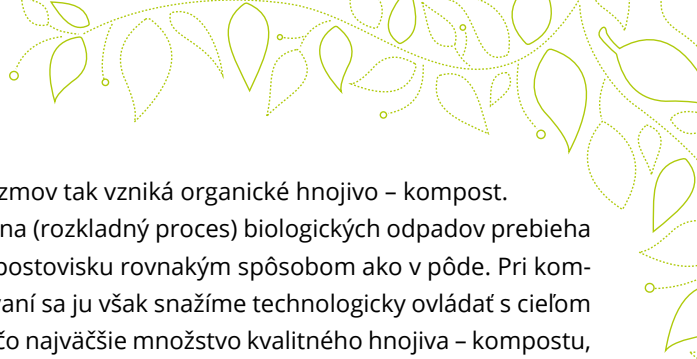 zmov tak vzniká organické hnojivo – kompost.
na (rozkladný proces) biologických odpadov prebieha
postovisku rovnakým spôsobom ako v pôde. Pri kom-
vaní sa ju však snažíme technologicky ovládať s cieľom
čo najväčšie množstvo kvalitného hnojiva – kompostu,